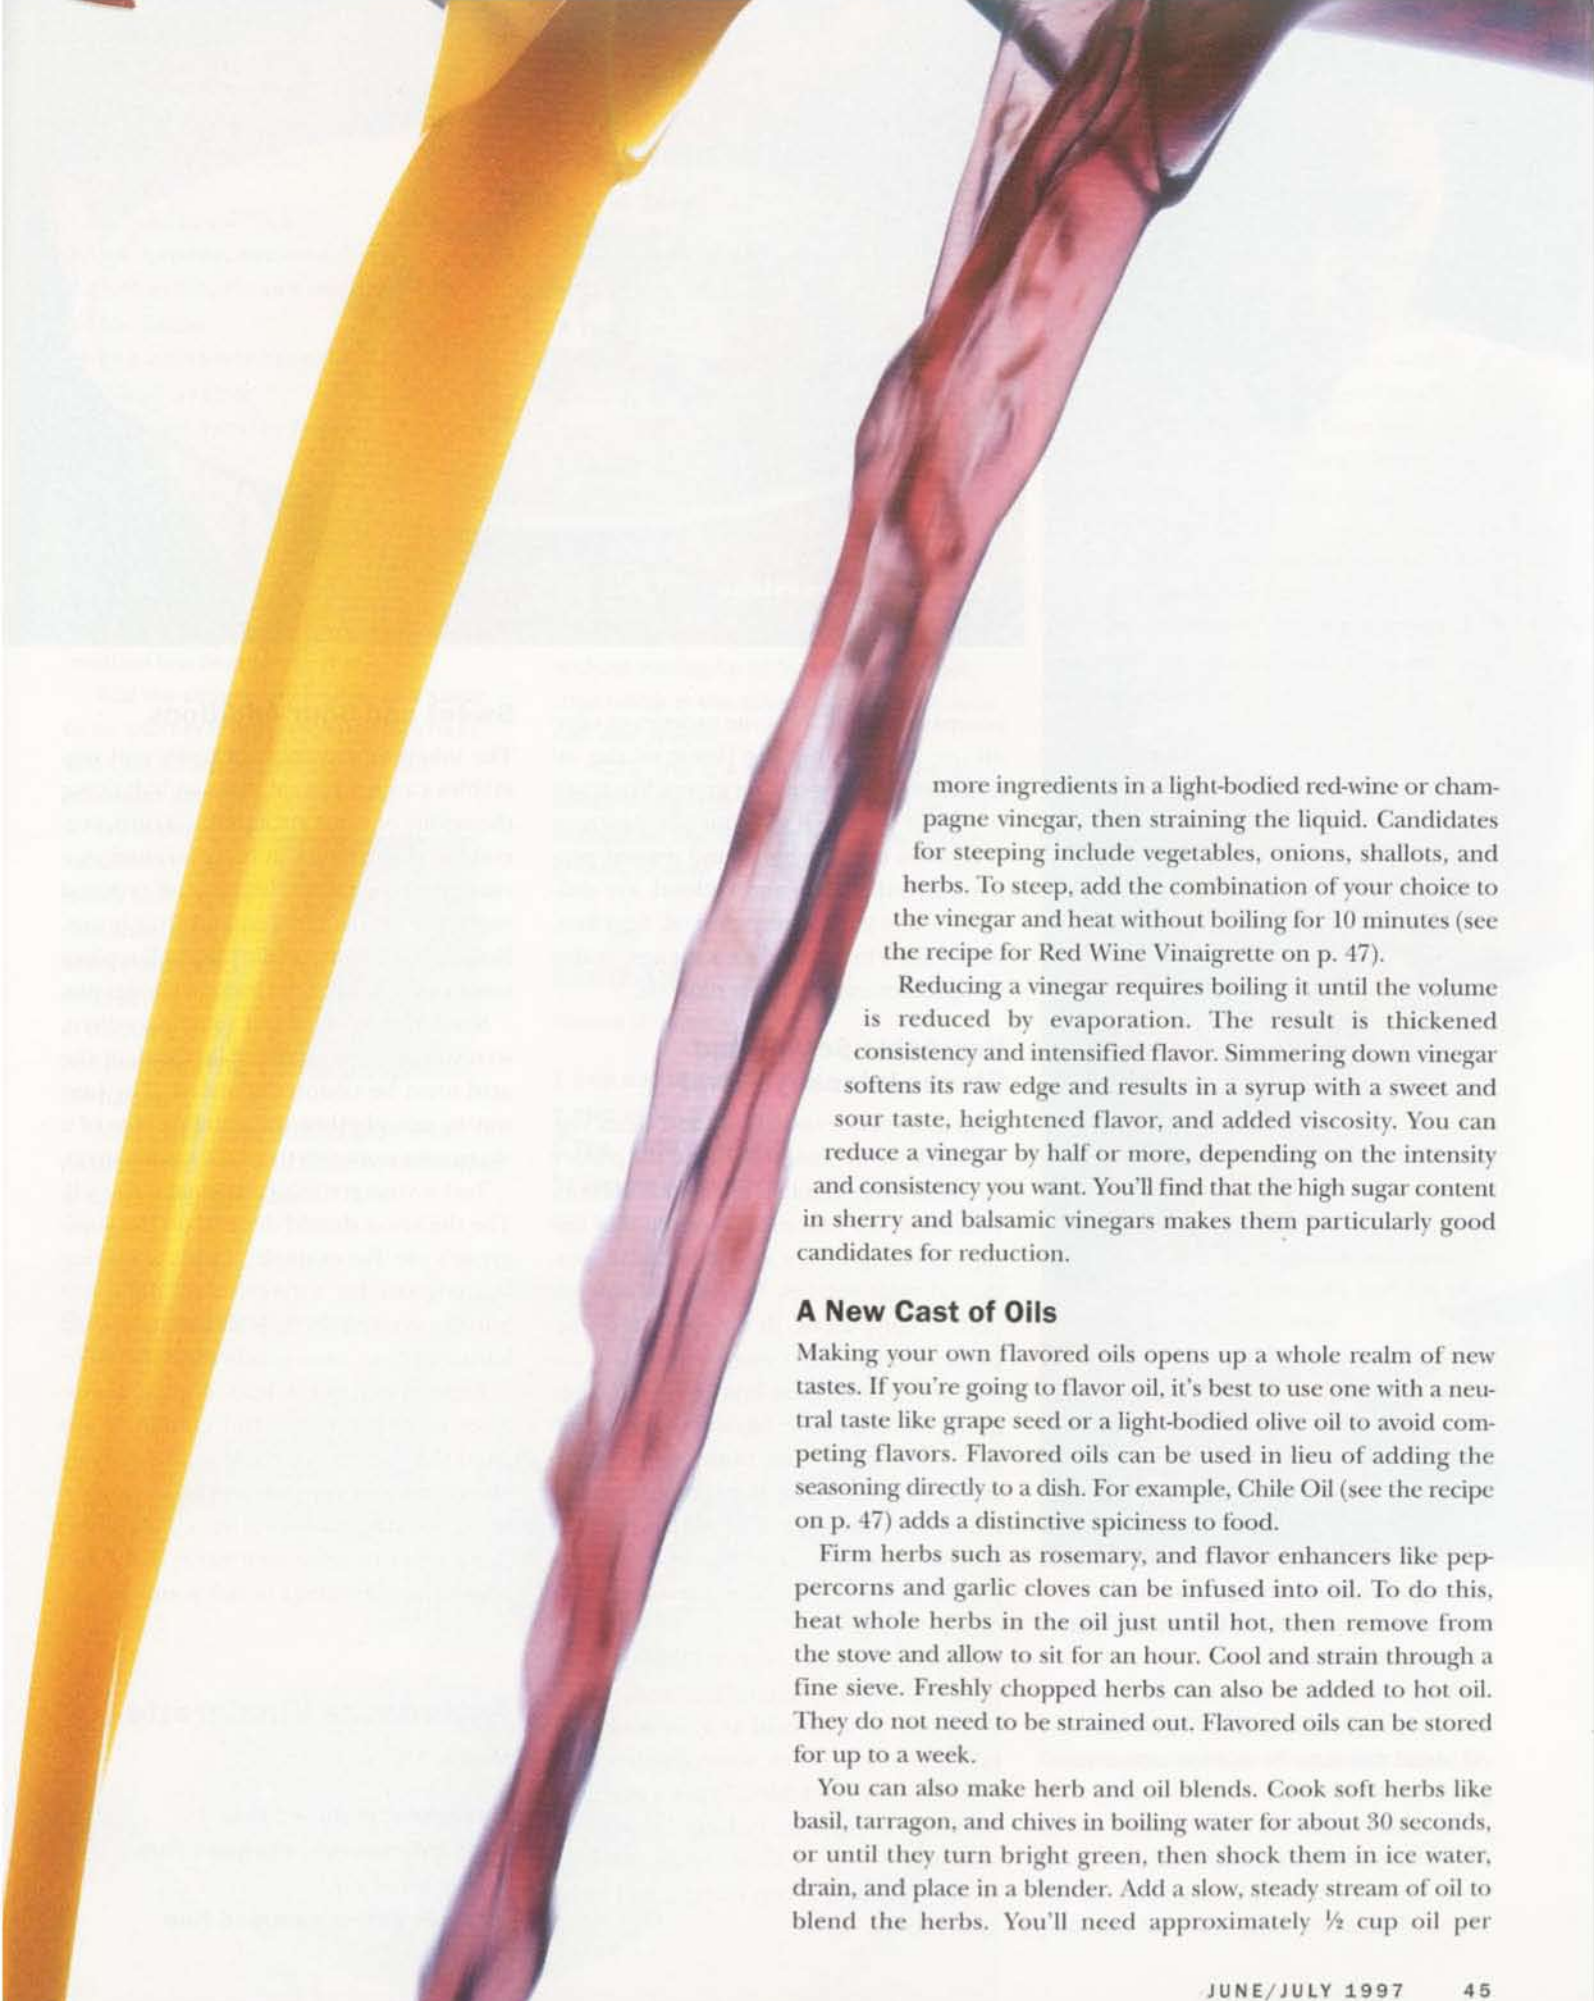 more ingredients in a light-bodied red-wine or cham-
pagne vinegar, then straining the liquid. Candidates
for steeping include vegetables, onions, shallots, and
herbs. To steep, add the combination of your choice to
the vinegar and heat without boiling for 10 minutes (see
the recipe for Red Wine Vinaigrette on p. 47).
Reducing a vinegar requires boiling it until the volume
is reduced by evaporation. The result is thickened
consistency and intensified flavor. Simmering down vinegar
softens its raw edge and results in a syrup with a sweet and
sour taste, heightened flavor, and added viscosity. You can
reduce a vinegar by half or more, depending on the intensity
and consistency you want. You'll find that the high sugar content
in sherry and balsamic vinegars makes them particularly good
candidates for reduction.
A New Cast of Oils
Making your own flavored oils opens up a whole realm of new
tastes. If you're going to flavor oil, it's best to use one with a neu-
tral taste like grape seed or a light-bodied olive oil to avoid com-
peting flavors. Flavored oils can be used in lieu of adding the
seasoning directly to a dish. For example, Chile Oil (see the recipe
on p. 47) adds a distinctive spiciness to food.
Firm herbs such as rosemary, and flavor enhancers like pep-
percorns and garlic cloves can be infused into oil. To do this,
heat whole herbs in the oil just until hot, then remove from
the stove and allow to sit for an hour. Cool and strain through a
fine sieve. Freshly chopped herbs can also be added to hot oil.
They do not need to be strained out. Flavored oils can be stored
for up to a week.
You can also make herb and oil blends. Cook soft herbs like
basil, tarragon, and chives in boiling water for about 30 seconds,
or until they turn bright green, then shock them in ice water,
drain, and place in a blender. Add a slow, steady stream of oil to
blend the herbs. You'll need approximately ½ cup oil per
JUNE/JULY 1997 45